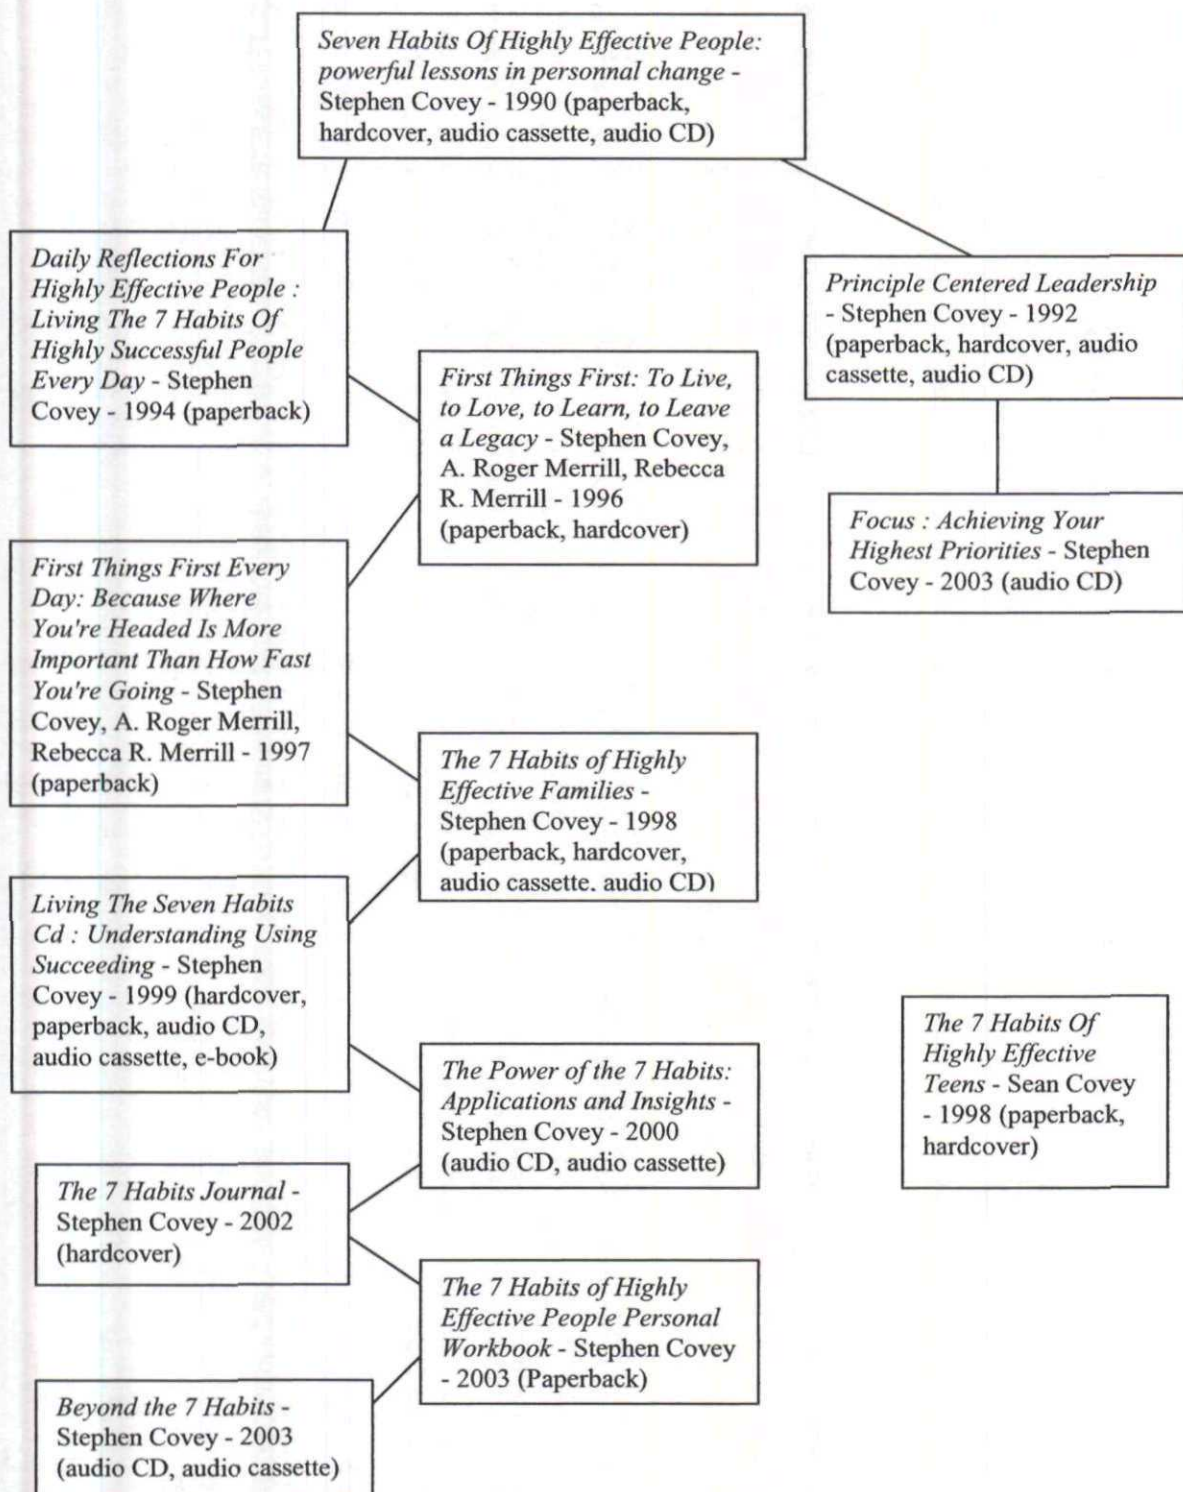 Seven Habits Of Highly Effective People:
powerful lessons in personnal change -
Stephen Covey - 1990 (paperback,
hardcover, audio cassette, audio CD)
Daily Reflections For
Highly Effective People :
Living The 7 Habits Of
Highly Successful People
Every Day - Stephen
Covey - 1994 (paperback)
Principle Centered Leadership
- Stephen Covey - 1992
(paperback, hardcover, audio
cassette, audio CD)
First Things First: To Live,
to Love, to Learn, to Leave
a Legacy - Stephen Covey,
A. Roger Merrill, Rebecca
R. Merrill - 1996
(paperback, hardcover)
Focus : Achieving Your
Highest Priorities - Stephen
Covey - 2003 (audio CD)
First Things First Every
Day: Because Where
You're Headed Is More
Important Than How Fast
You're Going - Stephen
Covey, A. Roger Merrill,
Rebecca R. Merrill - 1997
(paperback)
The 7 Habits of Highly
Effective Families -
Stephen Covey - 1998
(paperback, hardcover,
audio cassette, audio CD)
Living The Seven Habits
Cd : Understanding Using
Succeeding - Stephen
Covey - 1999 (hardcover,
paperback, audio CD,
audio cassette, e-book)
The 7 Habits Of
Highly Effective
Teens - Sean Covey
- 1998 (paperback,
hardcover)
The Power of the 7 Habits:
Applications and Insights -
Stephen Covey - 2000
(audio CD, audio cassette)
The 7 Habits Journal -
Stephen Covey - 2002
(hardcover)
The 7 Habits of Highly
Effective People Personal
Workbook - Stephen Covey
- 2003 (Paperback)
Beyond the 7 Habits -
Stephen Covey - 2003
(audio CD, audio cassette)